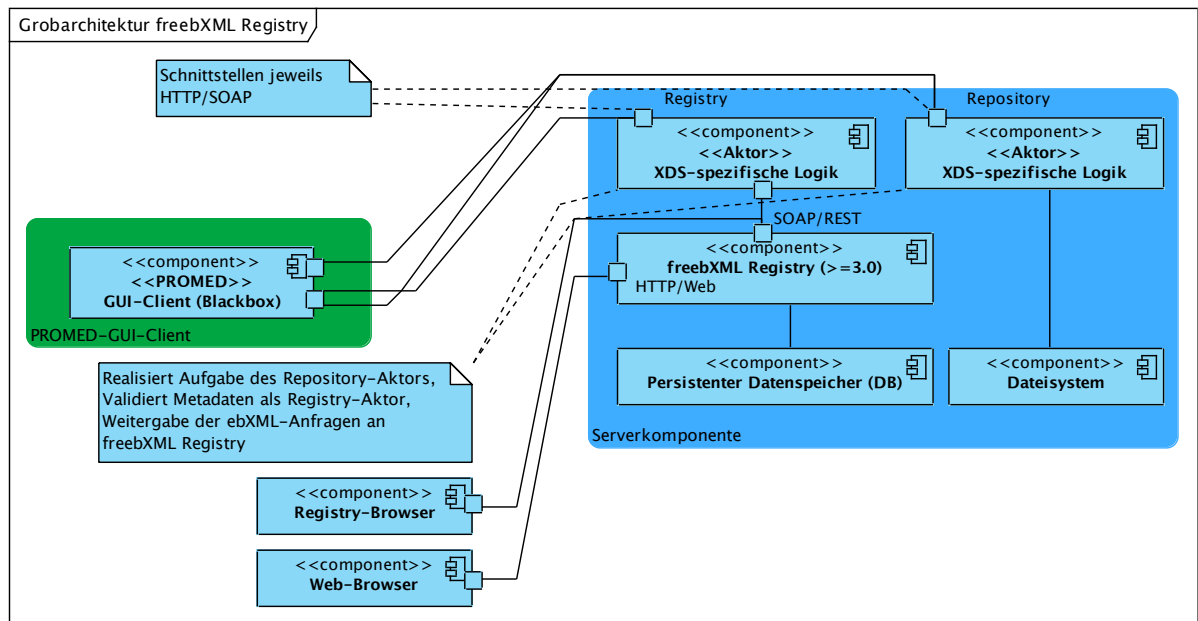 Grobarchitektur freebXML Registry
Schnittstellen jeweils
HTTP/SOAP
Registry
Repository
<<component>>
<<Aktor>>
XDS-spezifische Logik
<<component>>
<<Aktor>>
XDS-spezifische Logik
SOAP/REST
<<component>>
freebXML Registry (>=3.0)
HTTP/Web
<<component>>
<<PROMED>>
GUI-Client (Blackbox)
PROMED-GUI-Client
<<component>>
Persistenter Datenspeicher (DB)
<<component>>
Dateisystem
Serverkomponente
Realisiert Aufgabe des Repository-Aktors,
Validiert Metadaten als Registry-Aktor,
Weitergabe der ebXML-Anfragen an
freebXML Registry
<<component>>
Registry-Browser
<<component>>
Web-Browser